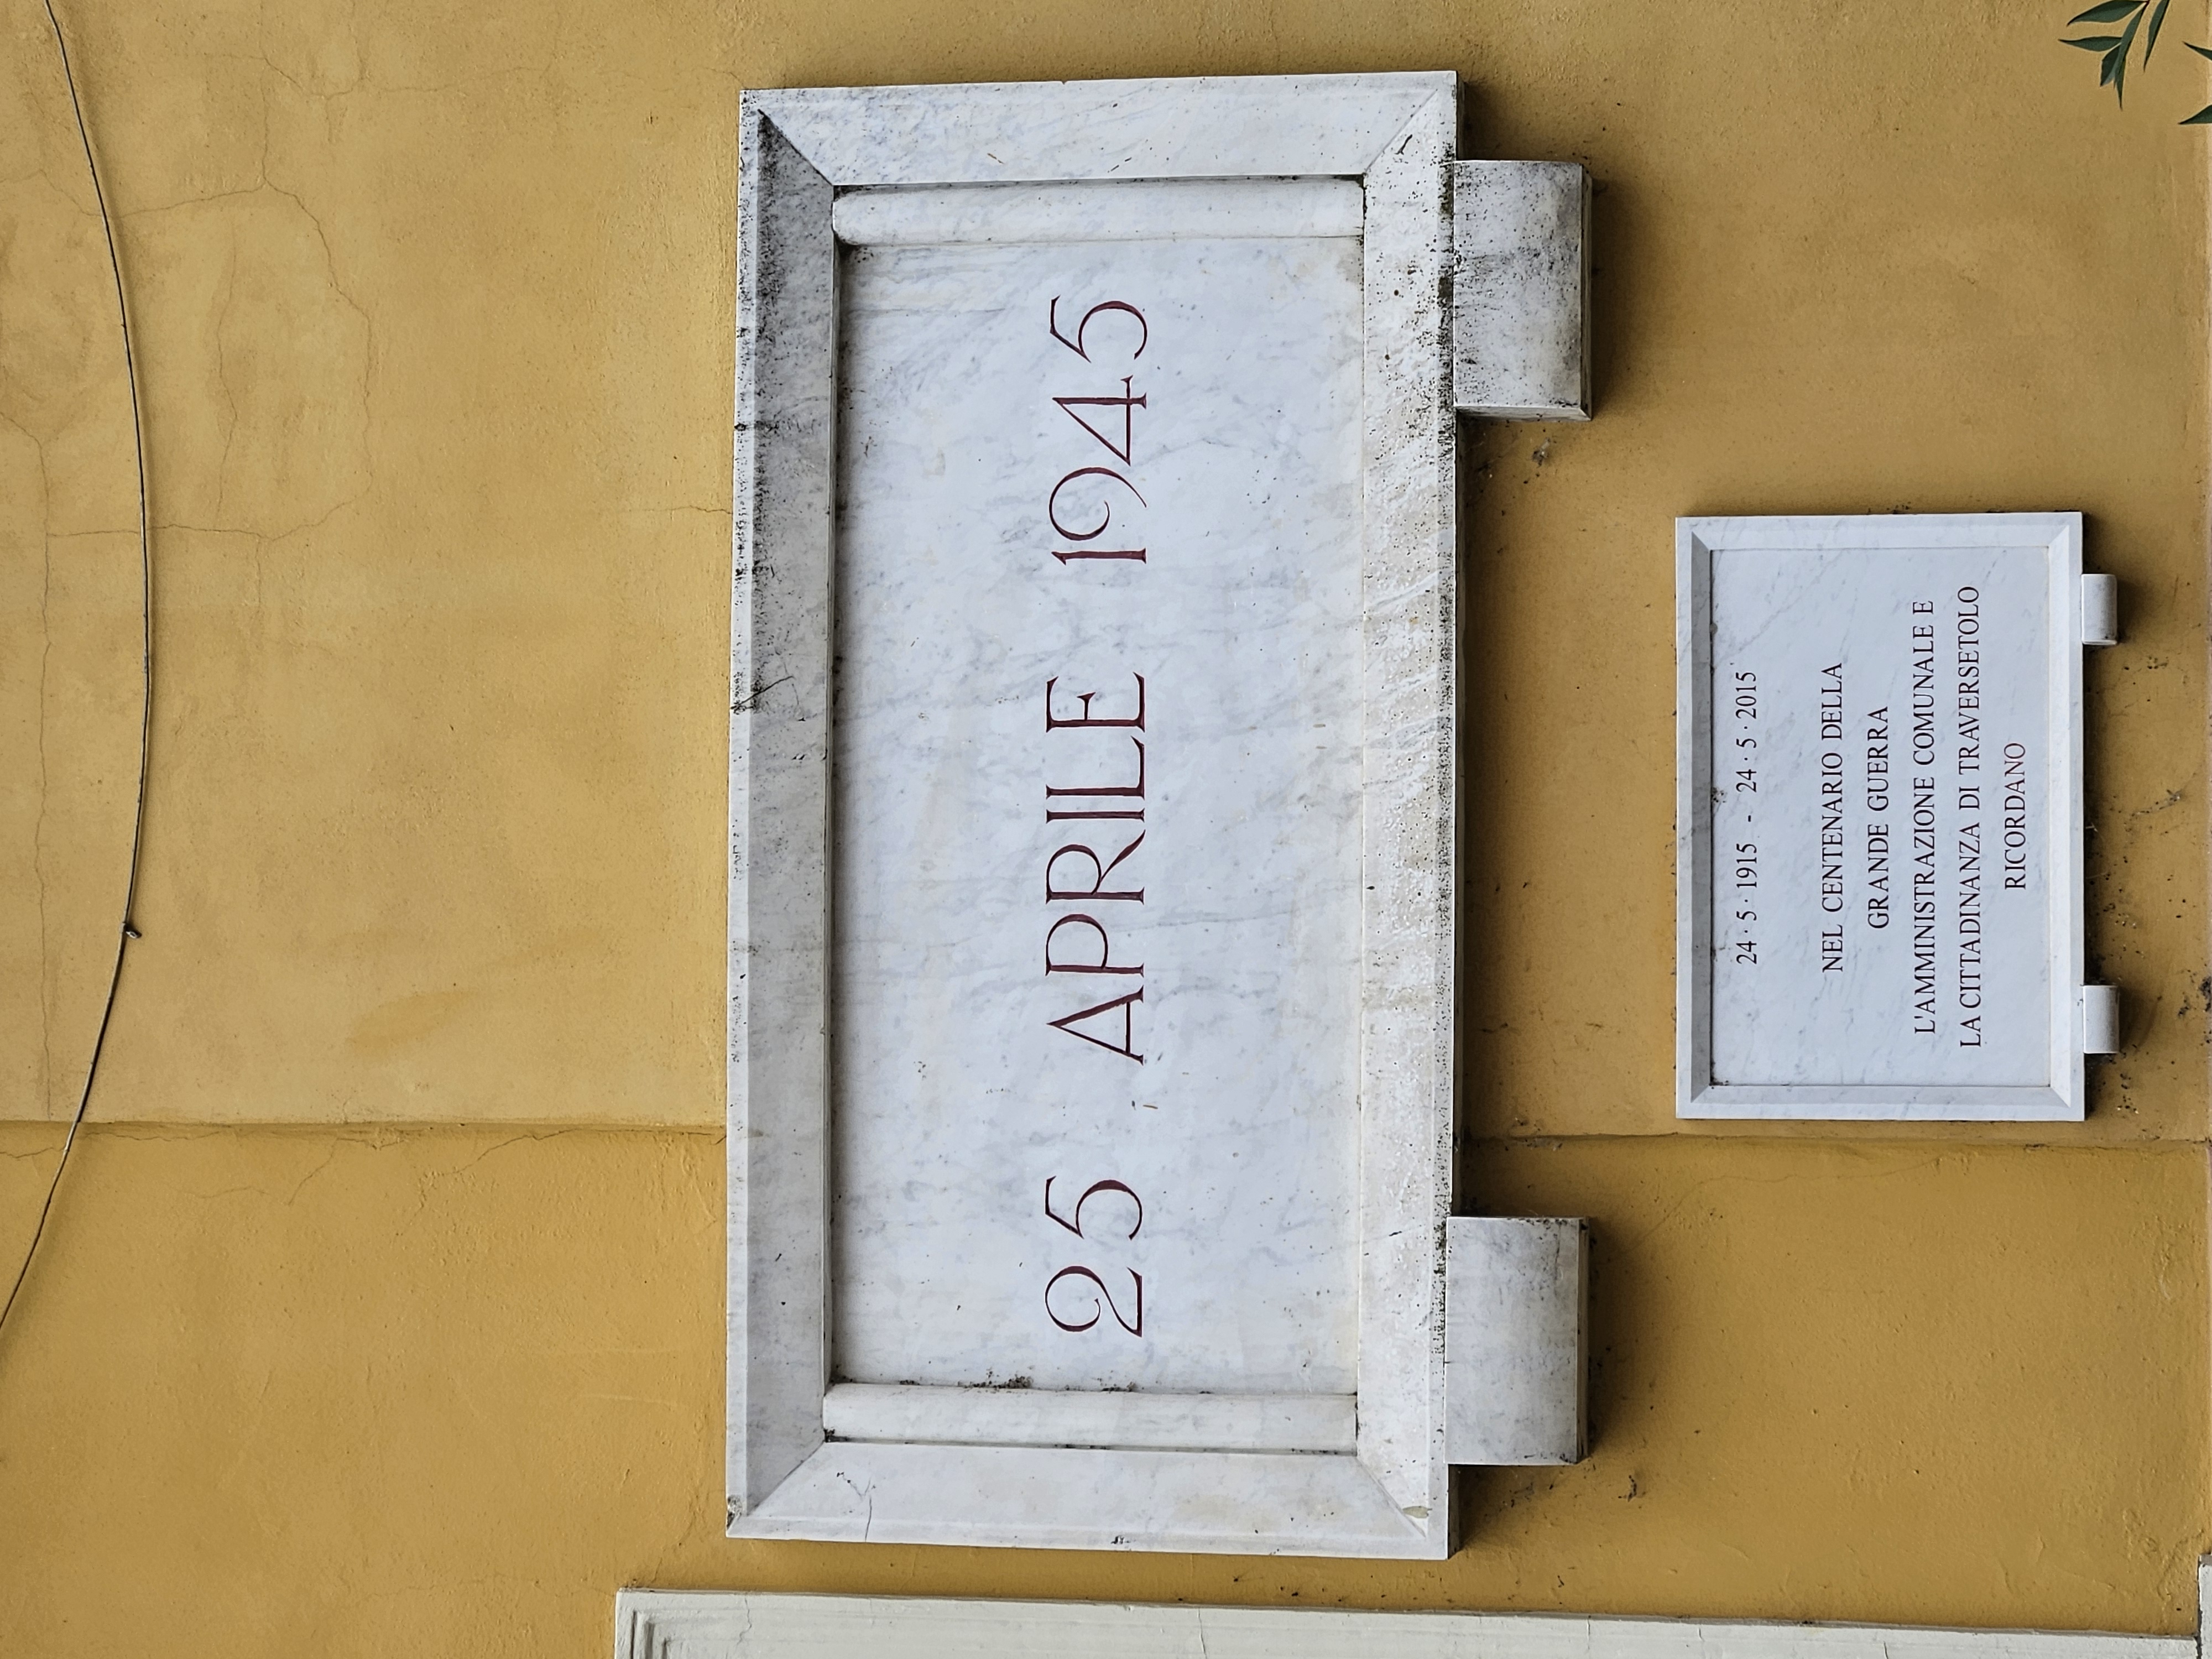 25 APRILE 1945
24·5·1915 - 24·5·2015
NEL CENTENARIO DELLA
GRANDE GUERRA
L'AMMINISTRAZIONE COMUNALE E
LA CITTADINANZA DI TRAVERSETOLO
RICORDANO